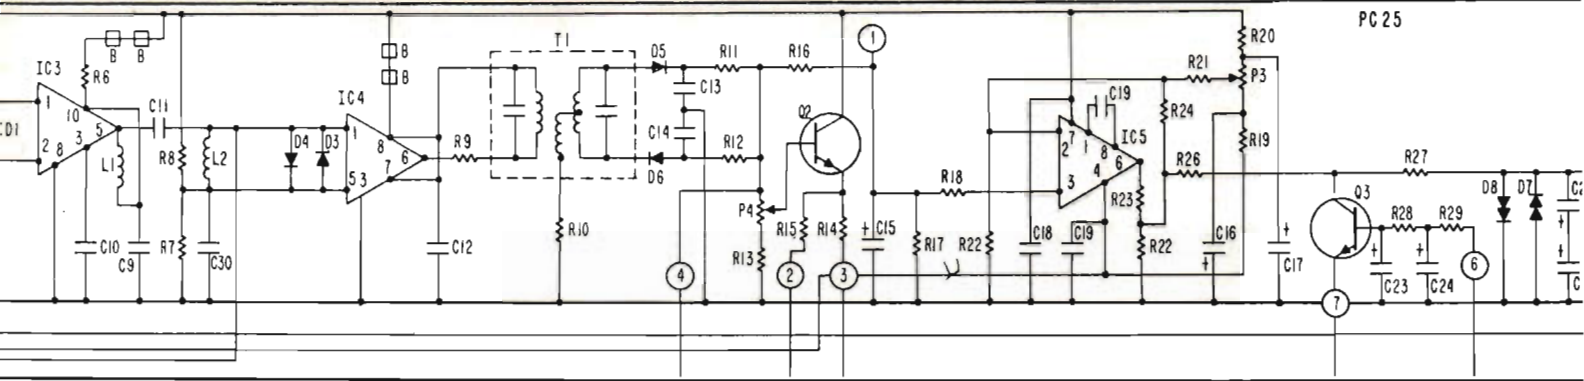 PC25
IC3
B
B
R6
1
10
5
2
8
3
L1
C10
C9
C11
R8
R7
L2
C30
D4
D3
IC4
B
B
1
8
6
7
5
3
C12
R9
T1
R10
D5
D6
C13
C14
R11
R12
R16
1
Q2
P4
R13
R15
R14
4
2
3
C15
R17
R18
R22
C18
C19
7
2
1
8
6
4
3
C19
IC5
R23
R22
R24
R21
R26
P3
R20
R19
C16
C17
Q3
7
R27
R28
R29
C23
C24
6
D8
D7